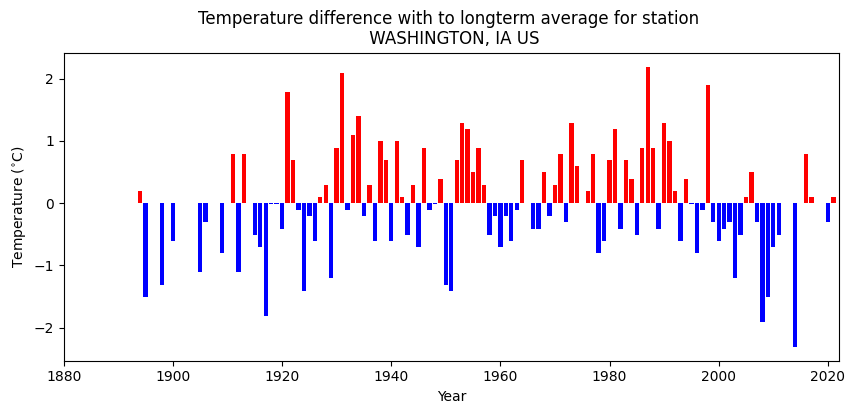 Temperature difference with to longterm average for station
WASHINGTON, IA US
2
1
0
−1
−2
Temperature (°C)
1880 1900 1920 1940 1960 1980 2000 2020
Year